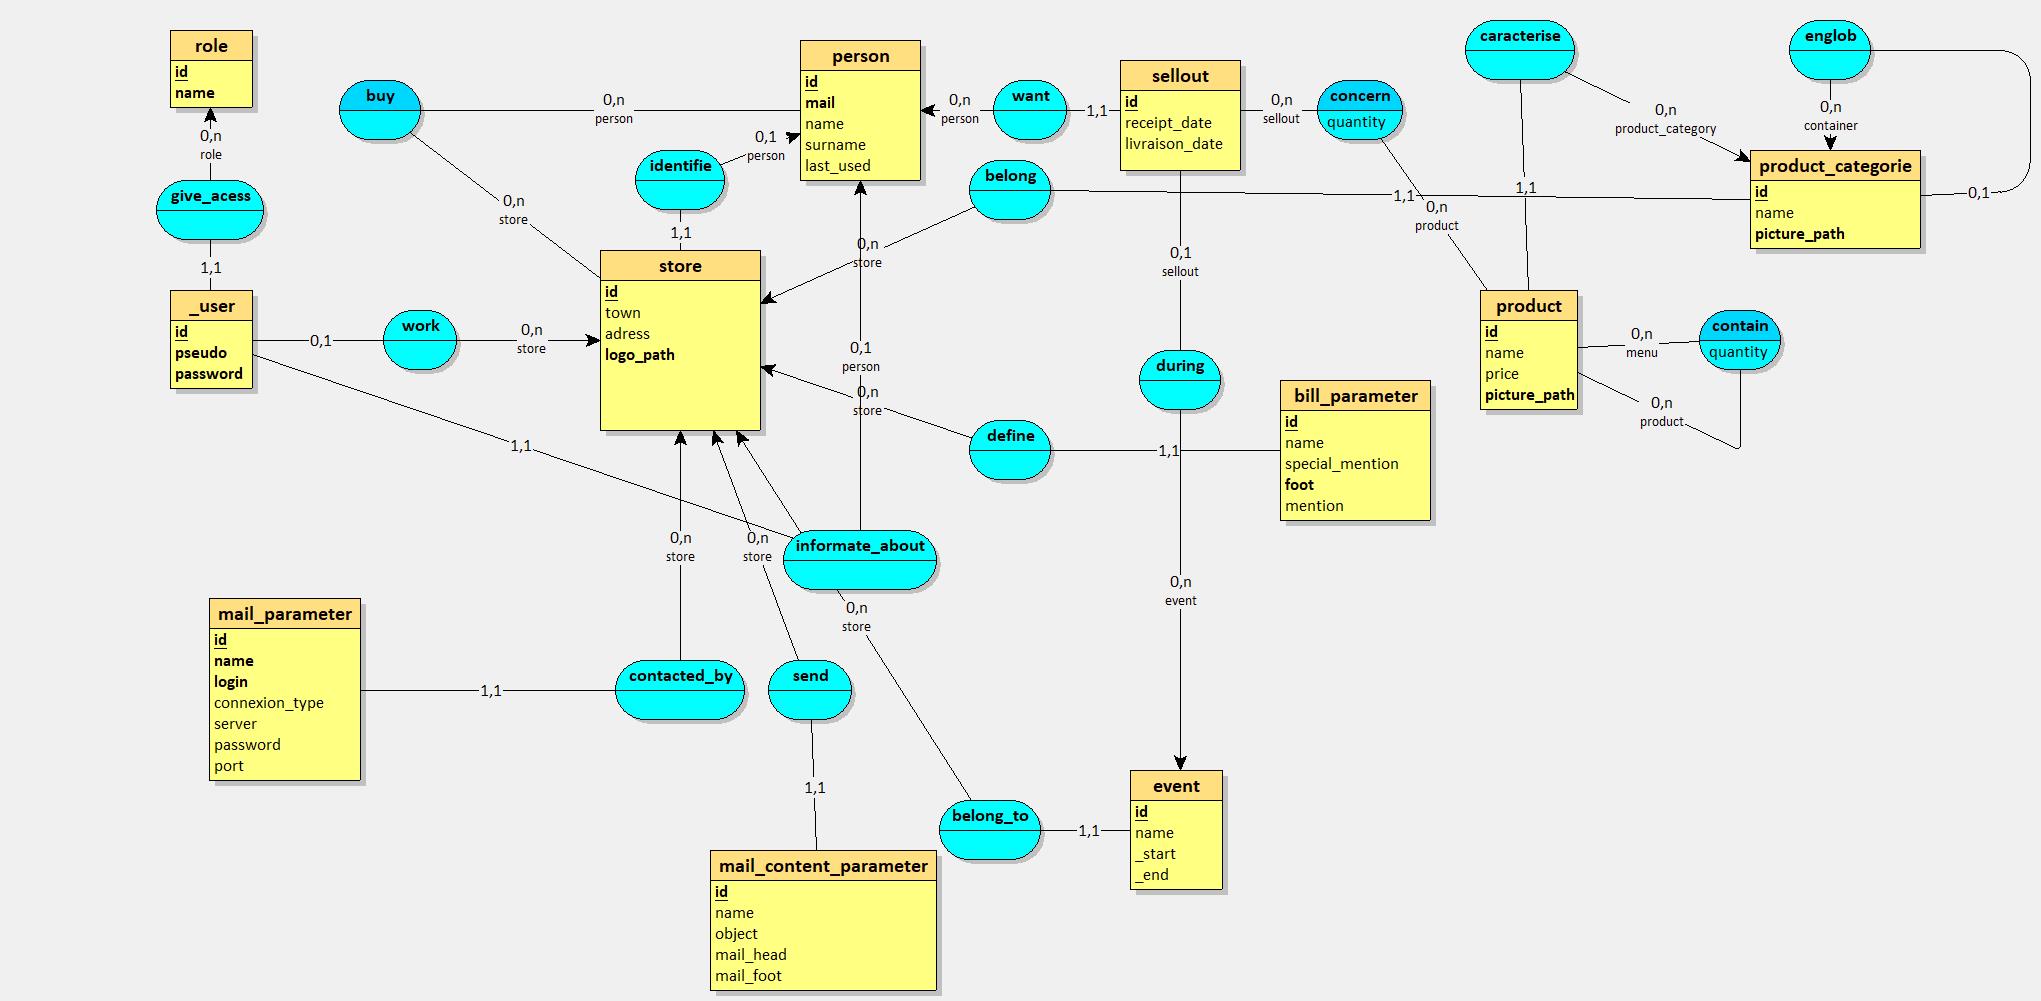 role
id
name
0,n
role
give_acess
1,1
_user
id
pseudo
password
buy
0,n
person
0,n
store
0,1
work
0,n
store
identifie
0,1
person
1,1
person
id
mail
name
surname
last_used
store
id
town
adress
logo_path
0,n
person
want
1,1
sellout
id
receipt_date
livraison_date
0,n
sellout
concern
quantity
0,n
product
belong
1,1
0,n
store
caracterise
0,n
product_category
1,1
englob
0,n
container
0,1
product_categorie
id
name
picture_path
product
id
name
price
picture_path
0,n
menu
contain
quantity
0,n
product
0,1
sellout
during
0,n
event
0,1
person
0,n
store
define
1,1
bill_parameter
id
name
special_mention
foot
mention
1,1
informate_about
0,n
store
0,n
store
0,n
store
mail_parameter
id
name
login
connexion_type
server
password
port
1,1
contacted_by
send
1,1
mail_content_parameter
id
name
object
mail_head
mail_foot
belong_to
1,1
event
id
name
_start
_end